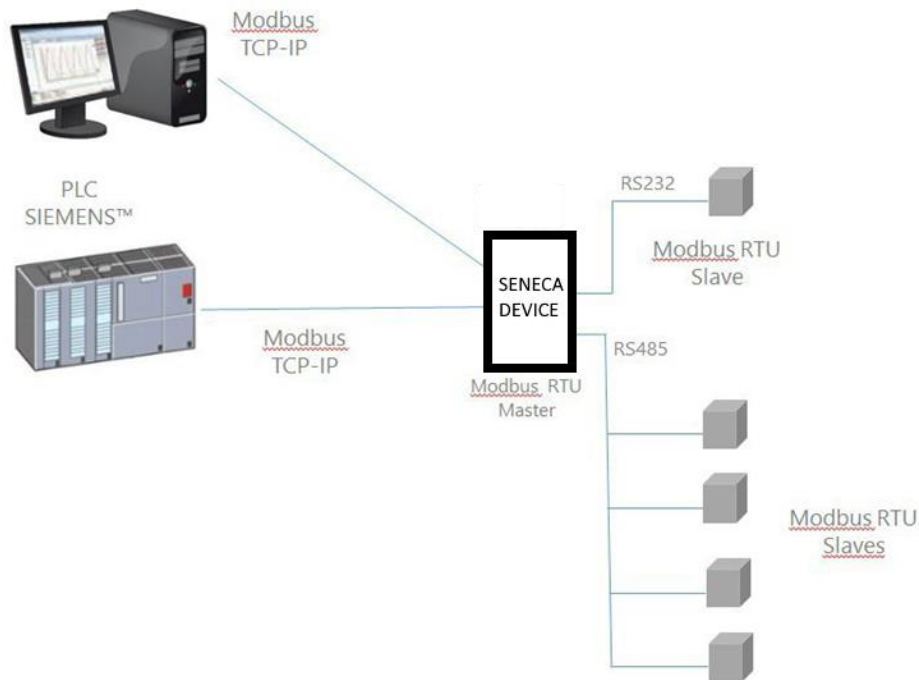 Modbus
TCP-IP
PLC
SIEMENS™
Modbus
TCP-IP
SENECA
DEVICE
Modbus RTU
Master
RS232
Modbus RTU
Slave
RS485
Modbus RTU
Slaves